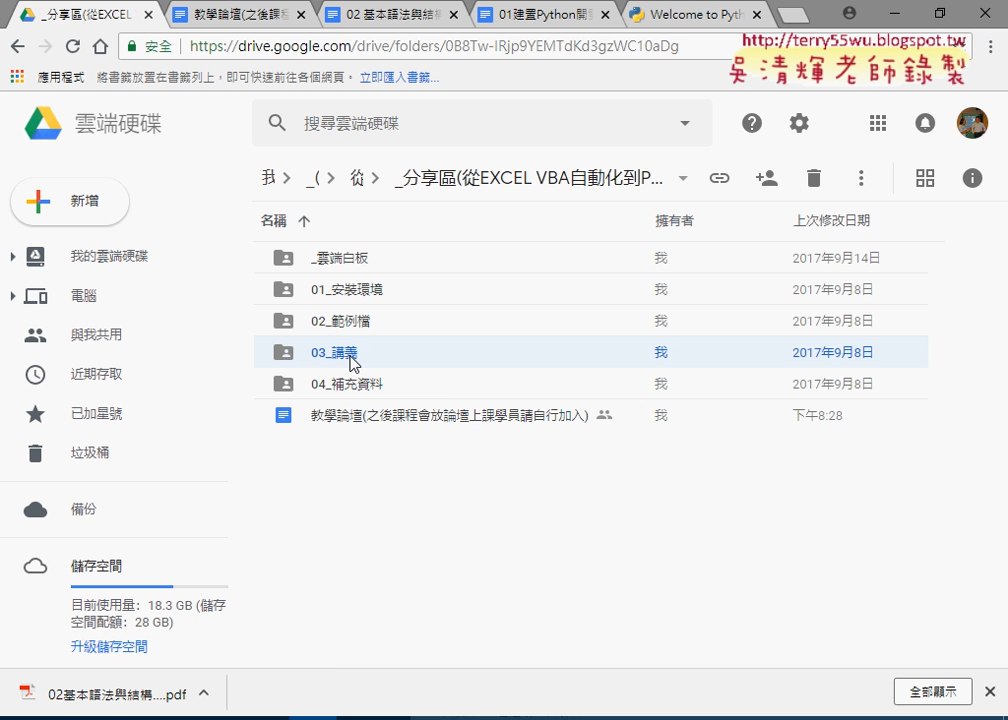 _分享區(從EXCEL
教學論壇(之後課程
02 基本語法與結構
01建置Python開發
Welcome to Pyth
安全
https://drive.google.com/drive/folders/0B8Tw-IRjp9YEMTdKd3gzWC10aDg
http://terry55wu.blogspot.tw
吳清輝老師錄製
應用程式
將書籤放置在書籤列上，即可快速前往各個網頁。
立即匯入書籤...
雲端硬碟
搜尋雲端硬碟
新增
我 > _( > 從 > _分享區(從EXCEL VBA自動化到P...
名稱
擁有者
上次修改日期
我的雲端硬碟
電腦
與我共用
近期存取
已加星號
垃圾桶
備份
儲存空間
目前使用量：18.3 GB (儲存
空間配額：28 GB)
升級儲存空間
_雲端白板
我
2017年9月14日
01_安裝環境
我
2017年9月8日
02_範例檔
我
2017年9月8日
03_講義
我
2017年9月8日
04_補充資料
我
2017年9月8日
教學論壇(之後課程會放論壇上課學員請自行加入)
我
下午8:28
02基本語法與結構....pdf
全部顯示